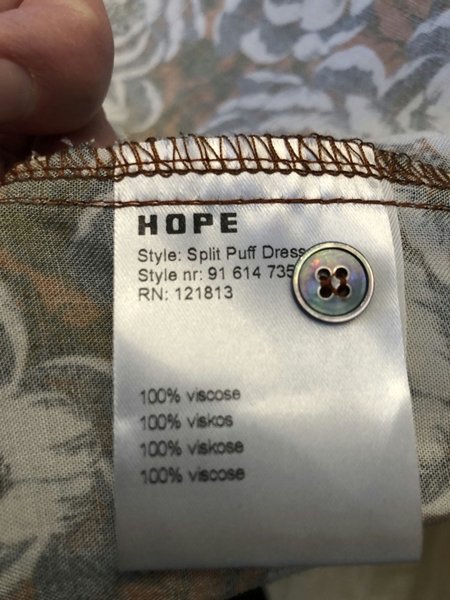 HOPE
Style: Split Puff Dress
Style nr: 91 614 735
RN: 121813
100% viscose
100% viskos
100% viskose
100% viscose